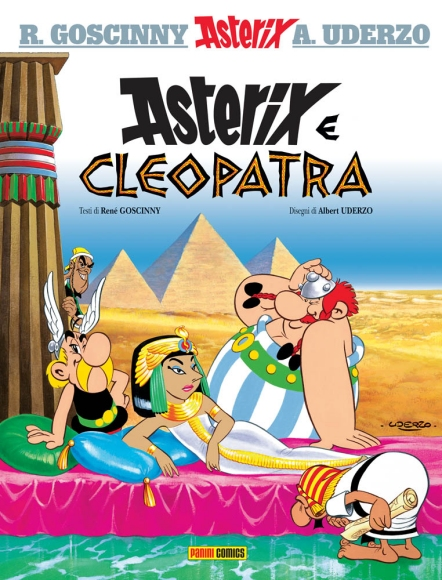 R. GOSCINNY Asterix A. UDERZO
Asterix e
CLEOPATRA
Testi di René GOSCINNY Disegni di Albert UDERZO
UDERZO
PANINI COMICS